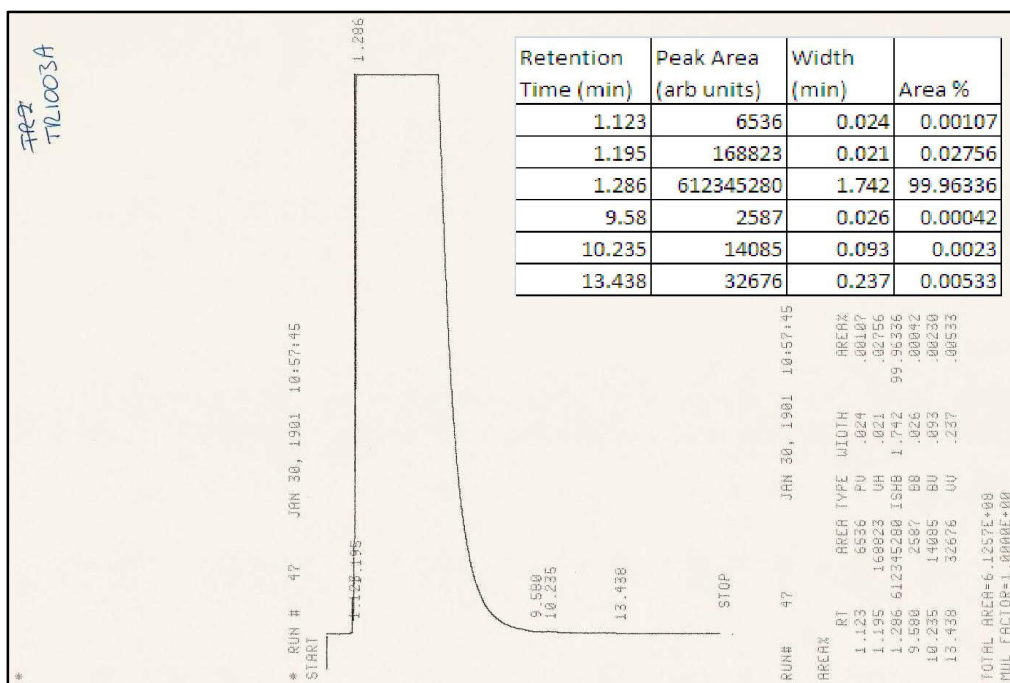 TR1003A
1.286
Retention Time (min) Peak Area (arb units) Width (min) Area %
1.123 6536 0.024 0.00107
1.195 168823 0.021 0.02756
1.286 612345280 1.742 99.96336
9.58 2587 0.026 0.00042
10.235 14085 0.093 0.0023
13.438 32676 0.237 0.00533
*
* RUN # 47 JAN 30, 1901 10:57:45
START
1.195
9.580
10.235
13.438
STOP
RUN# 47 JAN 30, 1901 10:57:45
AREA%
RT AREA TYPE WIDTH AREA%
1.123 6536 PV .024 .00107
1.195 168823 VH .021 .02756
1.286 612345280 ISHB 1.742 99.96336
9.580 2587 BB .026 .00042
10.235 14085 BV .093 .00230
13.438 32676 VV .237 .00533
TOTAL AREA=6.1257E+08
MUL FACTOR=1.0000E+00